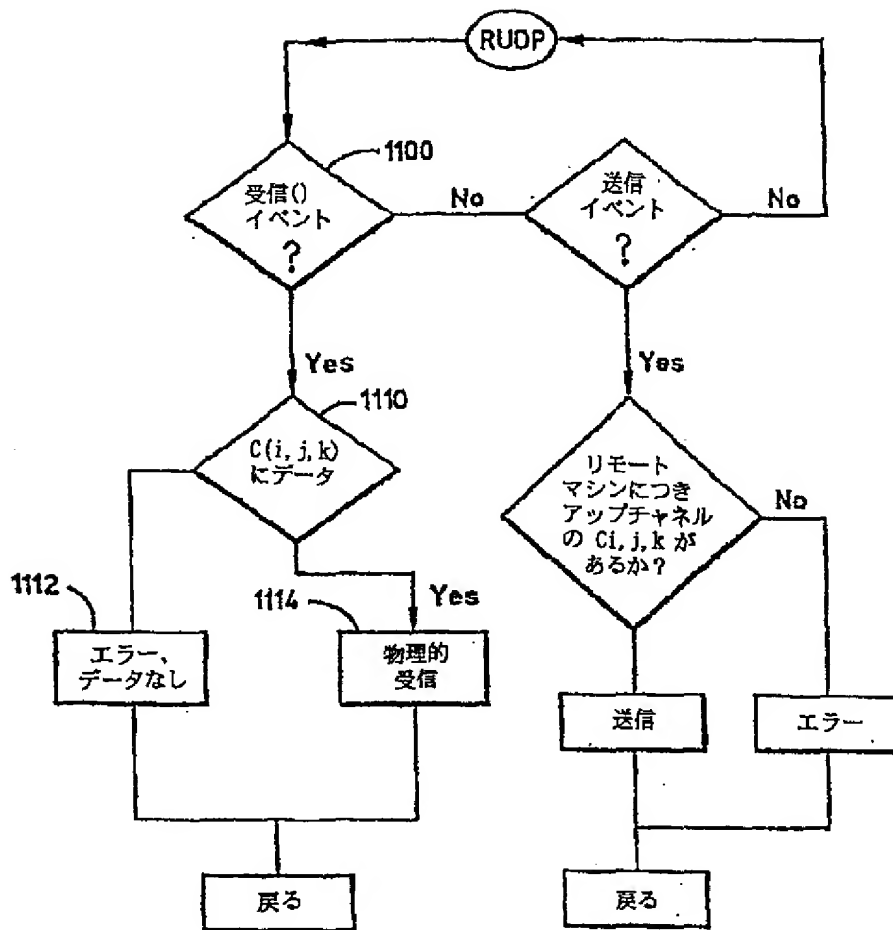 RUDP
1100
受信()
イベント
?
No
送信
イベント
?
No
Yes
Yes
1110
C(i, j, k)
にデータ
リモート
マシンにつき
アップチャネル
の Ci, j, k が
あるか?
No
1112
1114
Yes
エラー、
データなし
物理的
受信
送信
エラー
戻る
戻る